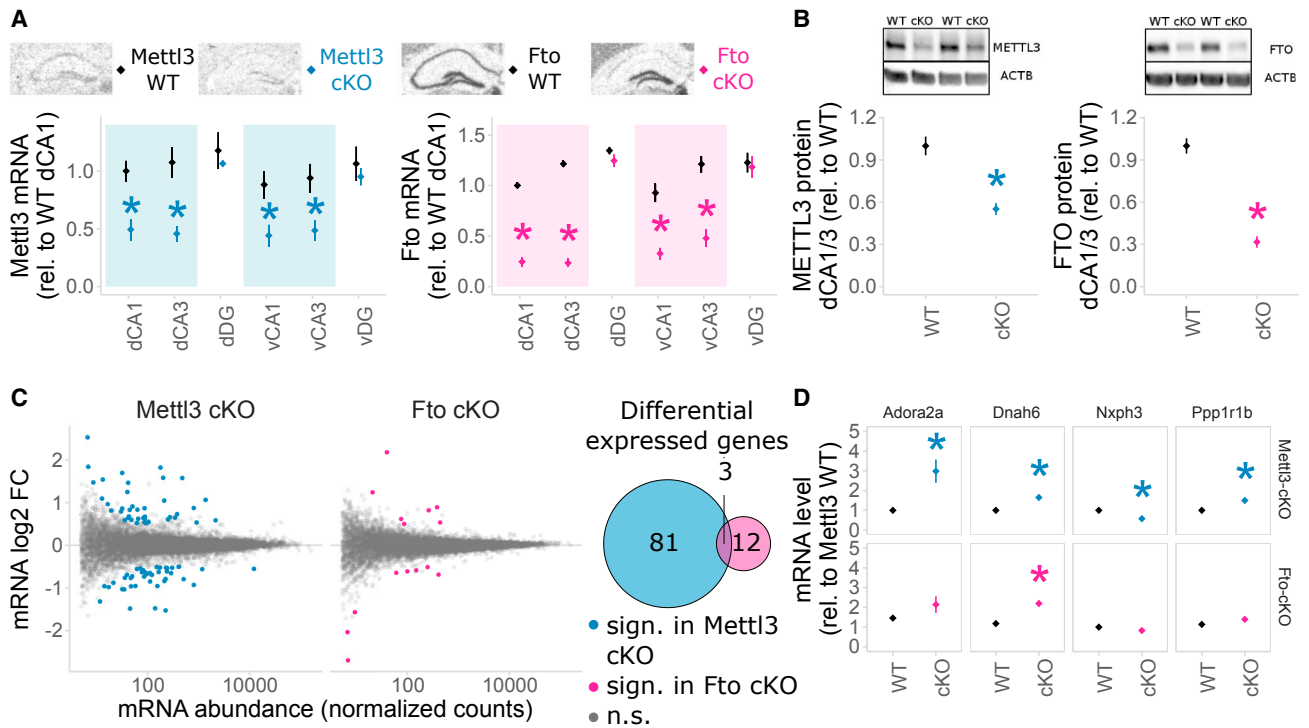 A
Mettl3
WT
Mettl3
cKO
Fto
WT
Fto
cKO
Mettl3 mRNA
(rel. to WT dCA1)
1.0
0.5
0.0
*
*
*
*
dCA1
dCA3
dDG
vCA1
vCA3
vDG
Fto mRNA
(rel. to WT dCA1)
1.5
1.0
0.5
0.0
*
*
*
*
dCA1
dCA3
dDG
vCA1
vCA3
vDG
B
WT cKO WT cKO
METTL3
ACTB
METTL3 protein
dCA1/3 (rel. to WT)
1.2
0.9
0.6
0.3
0.0
*
WT
cKO
WT cKO WT cKO
FTO
ACTB
FTO protein
dCA1/3 (rel. to WT)
1.2
0.9
0.6
0.3
0.0
*
WT
cKO
C
Mettl3 cKO
Fto cKO
mRNA log2 FC
2
1
0
-1
-2
100
10000
100
10000
mRNA abundance (normalized counts)
Differential
expressed genes
3
81
12
sign. in Mettl3
cKO
sign. in Fto cKO
n.s.
D
Adora2a
Dnah6
Nxph3
Ppp1r1b
mRNA level
(rel. to Mettl3 WT)
5
4
3
2
1
0
*
*
*
*
Mettl3-cKO
5
4
3
2
1
0
*
Fto-cKO
WT
cKO
WT
cKO
WT
cKO
WT
cKO